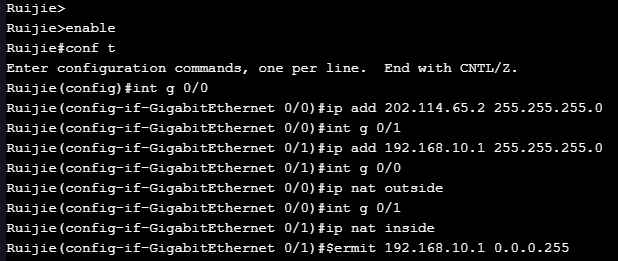 Ruijie>
Ruijie>enable
Ruijie#conf t
Enter configuration commands, one per line.  End with CNTL/Z.
Ruijie(config)#int g 0/0
Ruijie(config-if-GigabitEthernet 0/0)#ip add 202.114.65.2 255.255.255.0
Ruijie(config-if-GigabitEthernet 0/0)#int g 0/1
Ruijie(config-if-GigabitEthernet 0/1)#ip add 192.168.10.1 255.255.255.0
Ruijie(config-if-GigabitEthernet 0/1)#int g 0/0
Ruijie(config-if-GigabitEthernet 0/0)#ip nat outside
Ruijie(config-if-GigabitEthernet 0/0)#int g 0/1
Ruijie(config-if-GigabitEthernet 0/1)#ip nat inside
Ruijie(config-if-GigabitEthernet 0/1)#$ermit 192.168.10.1 0.0.0.255